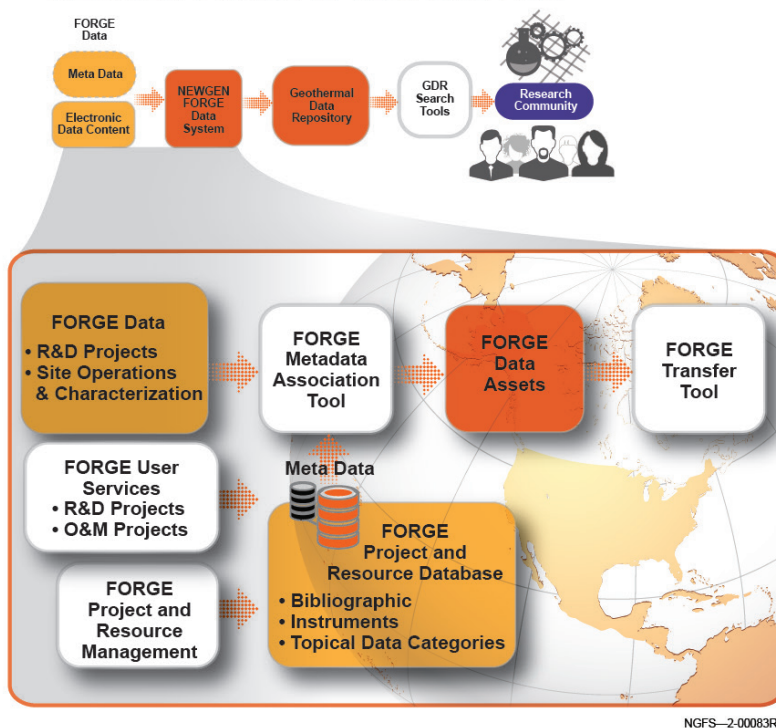 FORGE
Data
Meta Data
Electronic
Data Content
NEWGEN
FORGE
Data
System
Geothermal
Data
Repository
GDR
Search
Tools
Research
Community
FORGE Data
• R&D Projects
• Site Operations
& Characterization
FORGE
Metadata
Association
Tool
FORGE
Data
Assets
FORGE
Transfer
Tool
FORGE User
Services
• R&D Projects
• O&M Projects
Meta Data
FORGE
Project and
Resource Database
• Bibliographic
• Instruments
• Topical Data Categories
FORGE
Project and
Resource
Management
NGFS—2-00083R